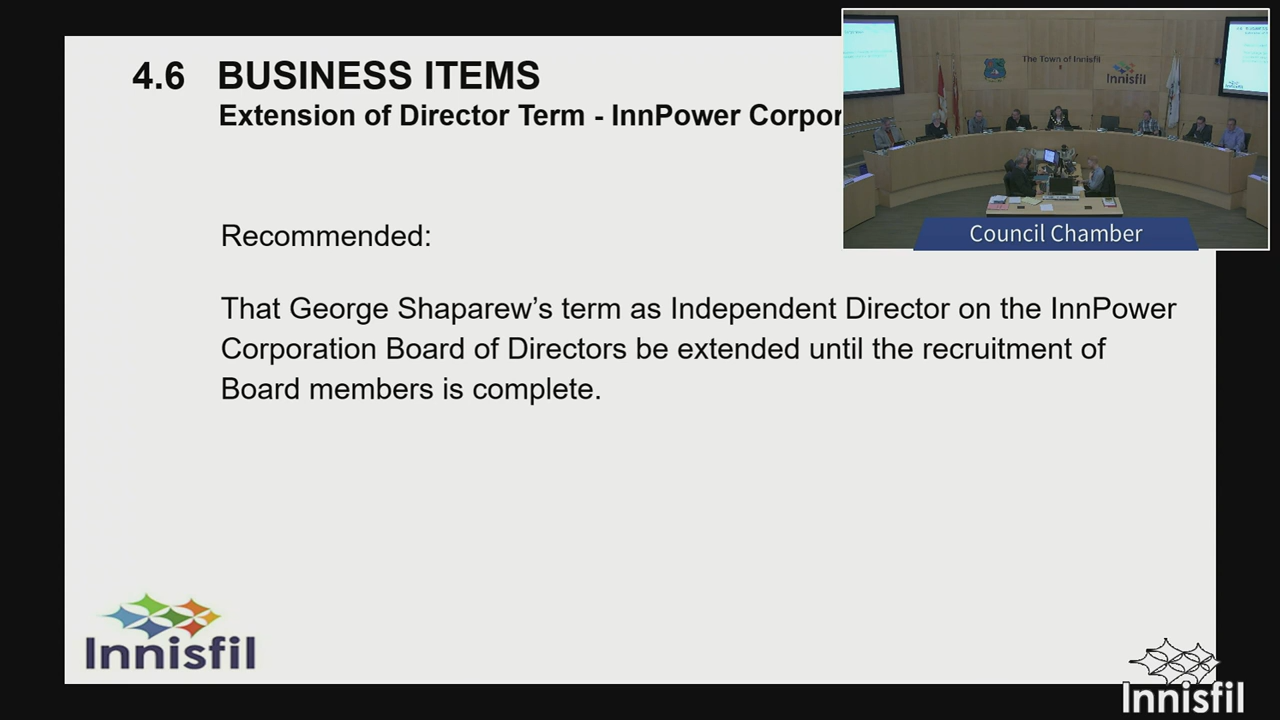 4.6 BUSINESS ITEMS
Extension of Director Term - InnPower Corpor
Recommended:
That George Shaparew’s term as Independent Director on the InnPower
Corporation Board of Directors be extended until the recruitment of
Board members is complete.
The Town of Innisfil
Innisfil
Council Chamber
Innisfil
Innisfil